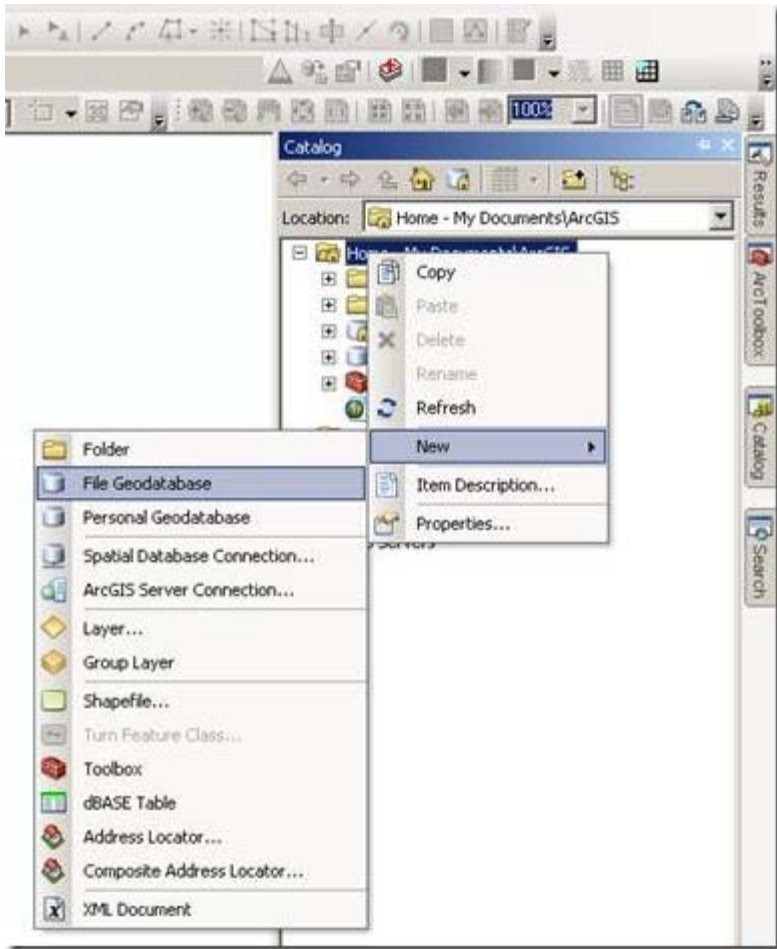 100%
Catalog
Location: Home - My Documents\ArcGIS
Home - My Documents\ArcGIS
Copy
Paste
Delete
Rename
Refresh
New
Item Description...
Properties...
Servers
Folder
File Geodatabase
Personal Geodatabase
Spatial Database Connection...
ArcGIS Server Connection...
Layer...
Group Layer
Shapefile...
Turn Feature Class...
Toolbox
dBASE Table
Address Locator...
Composite Address Locator...
XML Document
Results
ArcToolbox
Catalog
Search